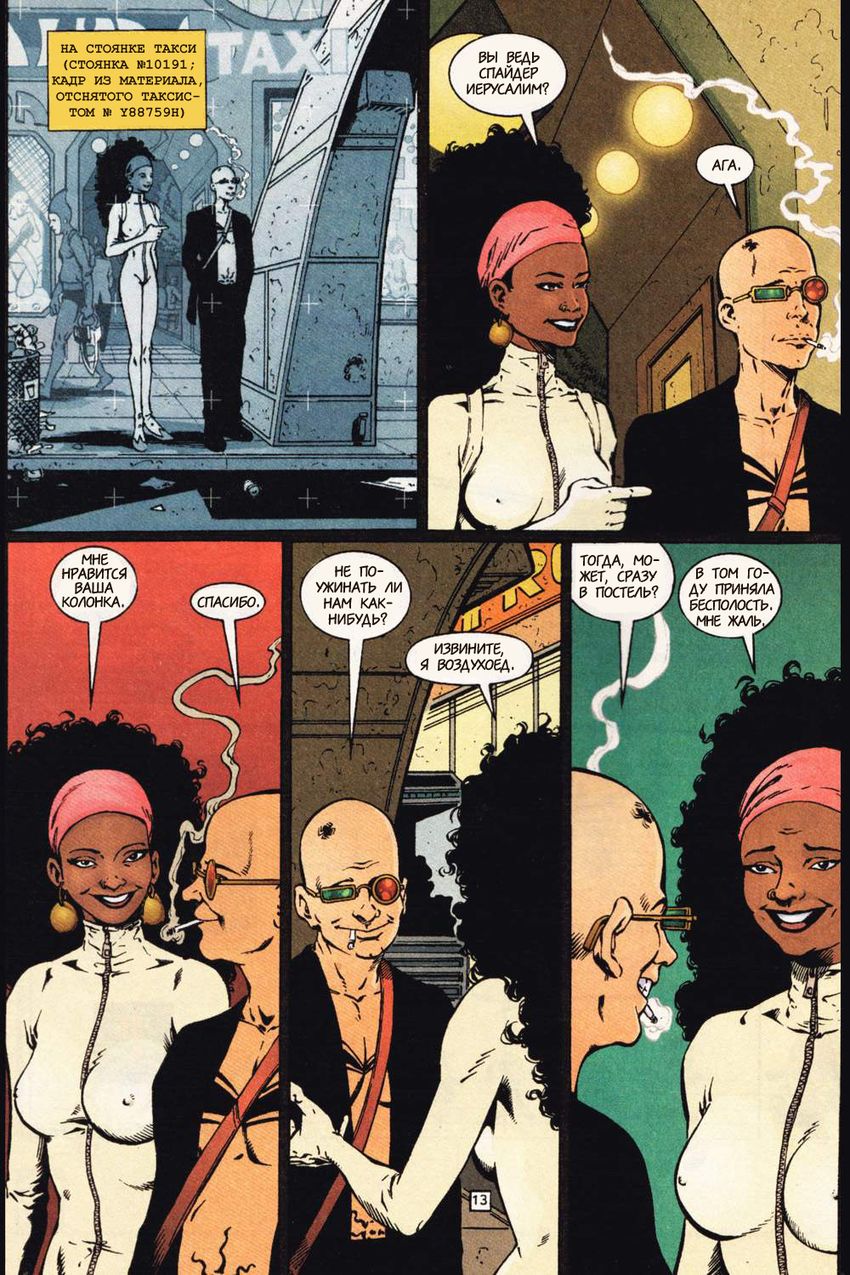 TAXI
НА СТОЯНКЕ ТАКСИ
(СТОЯНКА №10191;
КАДР ИЗ МАТЕРИАЛА,
ОТСНЯТОГО ТАКСИС-
ТОМ № Y88759H)
ВЫ ВЕДЬ
СПАЙДЕР
ИЕРУСАЛИМ?
АГА.
МНЕ
НРАВИТСЯ
ВАША
КОЛОНКА.
СПАСИБО.
НЕ ПО-
УЖИНАТЬ ЛИ
НАМ КАК-
НИБУДЬ?
ИЗВИНИТЕ,
Я ВОЗДУХОЕД.
ТОГДА, МО-
ЖЕТ, СРАЗУ
В ПОСТЕЛЬ?
В ТОМ ГО-
ДУ ПРИНЯЛА
БЕСПОЛОСТЬ.
МНЕ ЖАЛЬ.
13